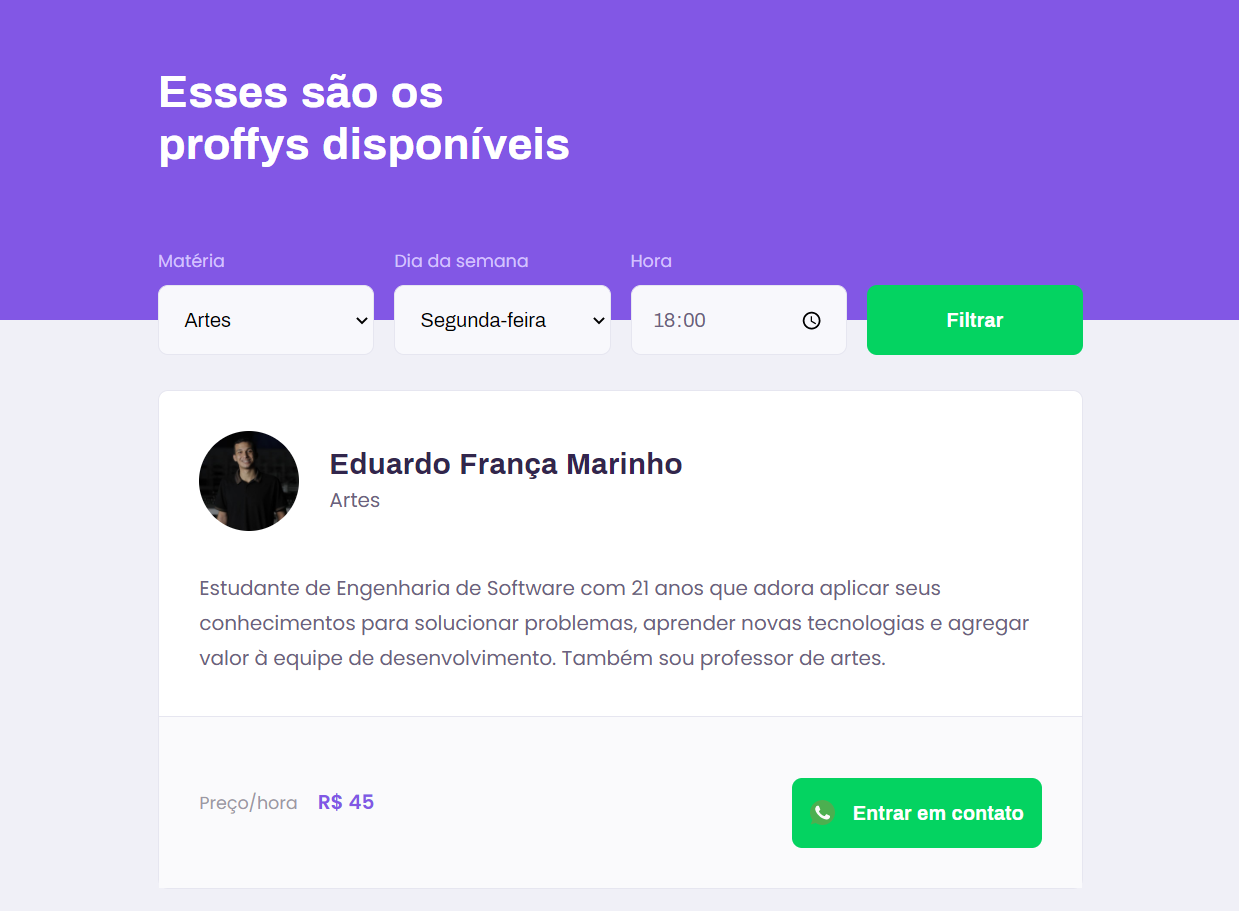 Esses são os
proffys disponíveis
Matéria Dia da semana Hora
Artes Segunda-feira 18:00 Filtrar
Eduardo França Marinho
Artes
Estudante de Engenharia de Software com 21 anos que adora aplicar seus
conhecimentos para solucionar problemas, aprender novas tecnologias e agregar
valor à equipe de desenvolvimento. Também sou professor de artes.
Preço/hora R$ 45 Entrar em contato